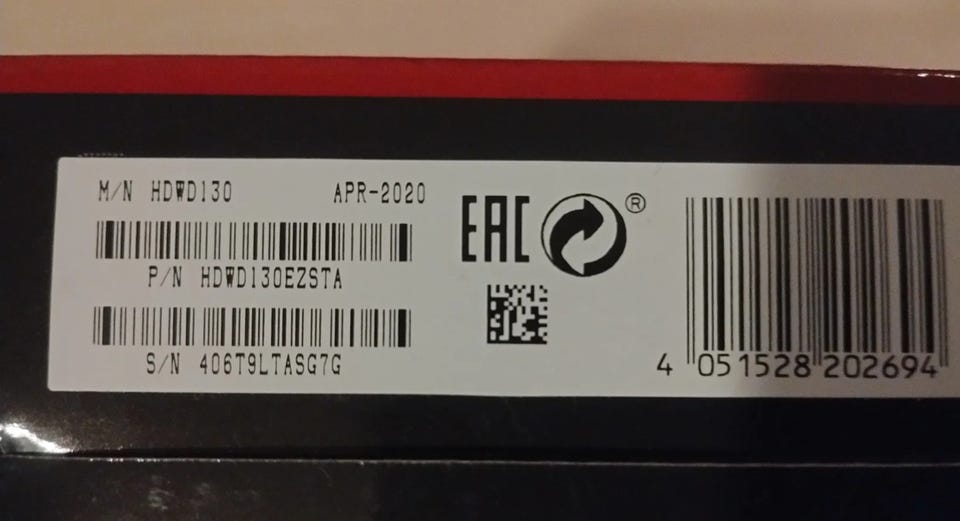 M/N HDWD130 APR-2020
P/N HDWD130EZSTA
S/N 406T9LTASG7G
EAC ®
4 051528 202694